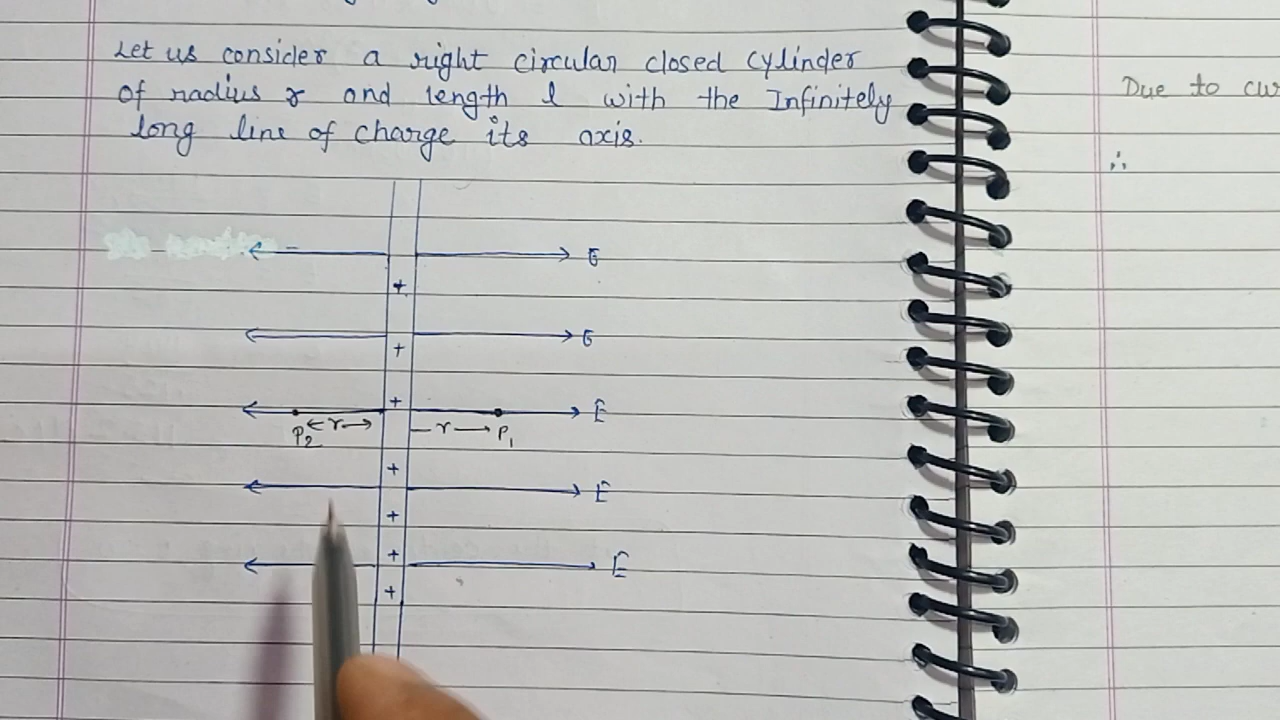 Let us consider a right circular closed cylinder
of radius r and length l with the Infinitely
long line of charge its axis.
Due to
∴
E
+
E
+
+
E
P2 r
r P1
+
E
+
+
E
+